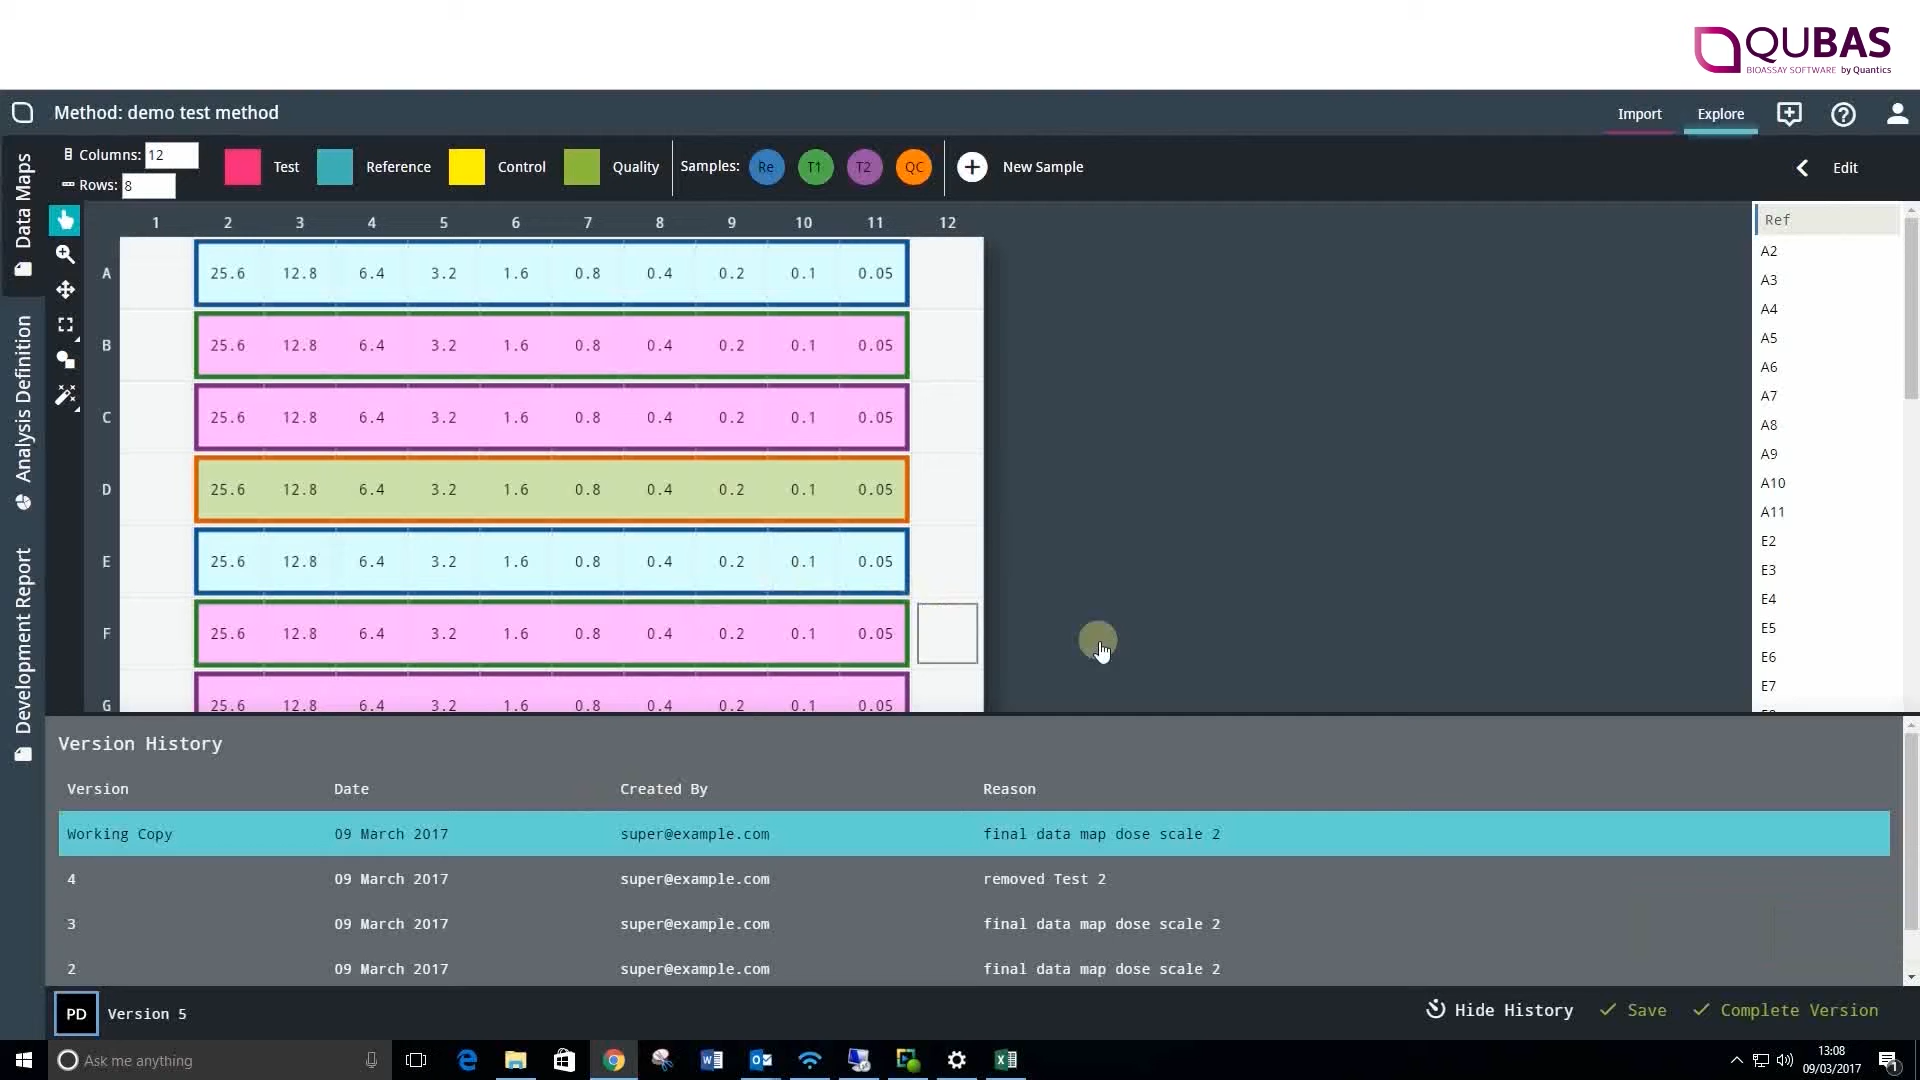 QUBAS
BIOASSAY SOFTWARE by Quantics
Method: demo test method
Import
Explore
Columns: 12
Rows: 8
Test
Reference
Control
Quality
Samples:
Re
T1
T2
QC
New Sample
Edit
Data Maps
Analysis Definition
Development Report
1 2 3 4 5 6 7 8 9 10 11 12
A 25.6 12.8 6.4 3.2 1.6 0.8 0.4 0.2 0.1 0.05
B 25.6 12.8 6.4 3.2 1.6 0.8 0.4 0.2 0.1 0.05
C 25.6 12.8 6.4 3.2 1.6 0.8 0.4 0.2 0.1 0.05
D 25.6 12.8 6.4 3.2 1.6 0.8 0.4 0.2 0.1 0.05
E 25.6 12.8 6.4 3.2 1.6 0.8 0.4 0.2 0.1 0.05
F 25.6 12.8 6.4 3.2 1.6 0.8 0.4 0.2 0.1 0.05
G 25.6 12.8 6.4 3.2 1.6 0.8 0.4 0.2 0.1 0.05
Ref
A2
A3
A4
A5
A6
A7
A8
A9
A10
A11
E2
E3
E4
E5
E6
E7
Version History
Version Date Created By Reason
Working Copy 09 March 2017 super@example.com final data map dose scale 2
4 09 March 2017 super@example.com removed Test 2
3 09 March 2017 super@example.com final data map dose scale 2
2 09 March 2017 super@example.com final data map dose scale 2
PD
Version 5
Hide History
Save
Complete Version
Ask me anything
13:08
09/03/2017
1